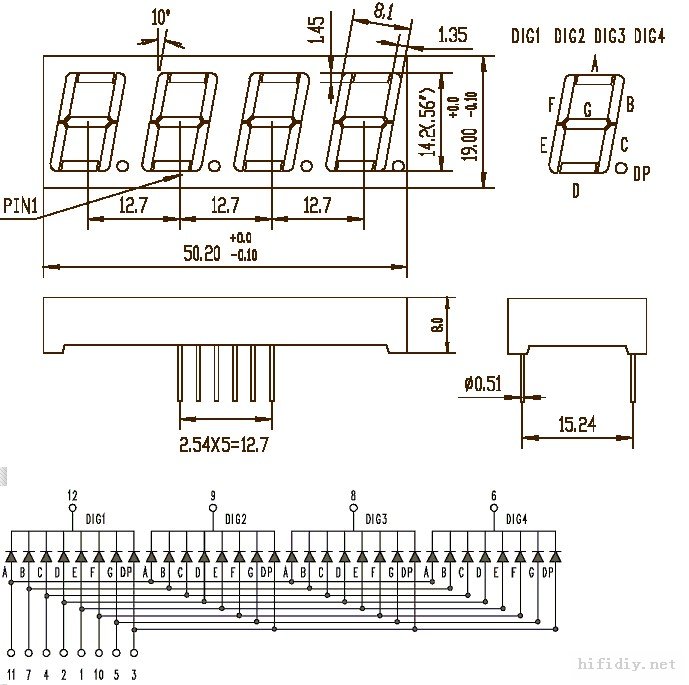 10°
1.45
8.1
1.35
DIG1 DIG2 DIG3 DIG4
A
F
B
G
E
C
D
DP
14.2(.56")
19.00 +0.0 -0.10
PIN1
12.7 12.7 12.7
50.20 +0.0 -0.10
8.0
Ø0.51
15.24
2.54X5=12.7
12 9 8 6
DIG1 DIG2 DIG3 DIG4
A B C D E F G DP A B C D E F G DP A B C D E F G DP A B C D E F G DP
11 7 4 2 1 10 5 3
hifidiy.net